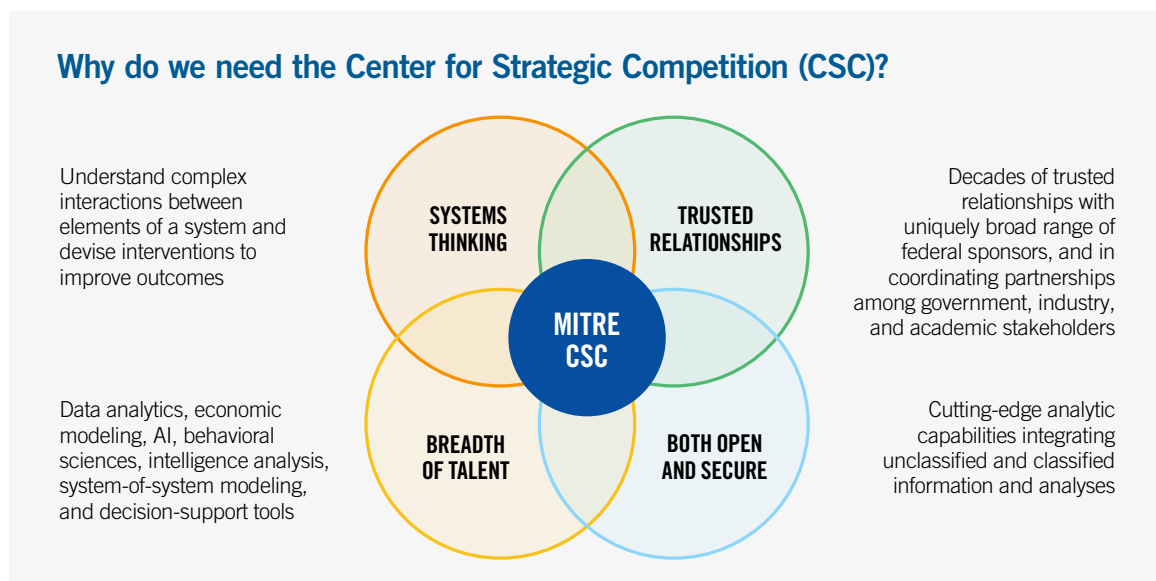 Why do we need the Center for Strategic Competition (CSC)?
Understand complex
interactions between
elements of a system and
devise interventions to
improve outcomes
SYSTEMS
THINKING
TRUSTED
RELATIONSHIPS
Decades of trusted
relationships with
uniquely broad range of
federal sponsors, and in
coordinating partnerships
among government, industry,
and academic stakeholders
MITRE
CSC
Data analytics, economic
modeling, AI, behavioral
sciences, intelligence analysis,
system-of-system modeling,
and decision-support tools
BREADTH
OF TALENT
BOTH OPEN
AND SECURE
Cutting-edge analytic
capabilities integrating
unclassified and classified
information and analyses